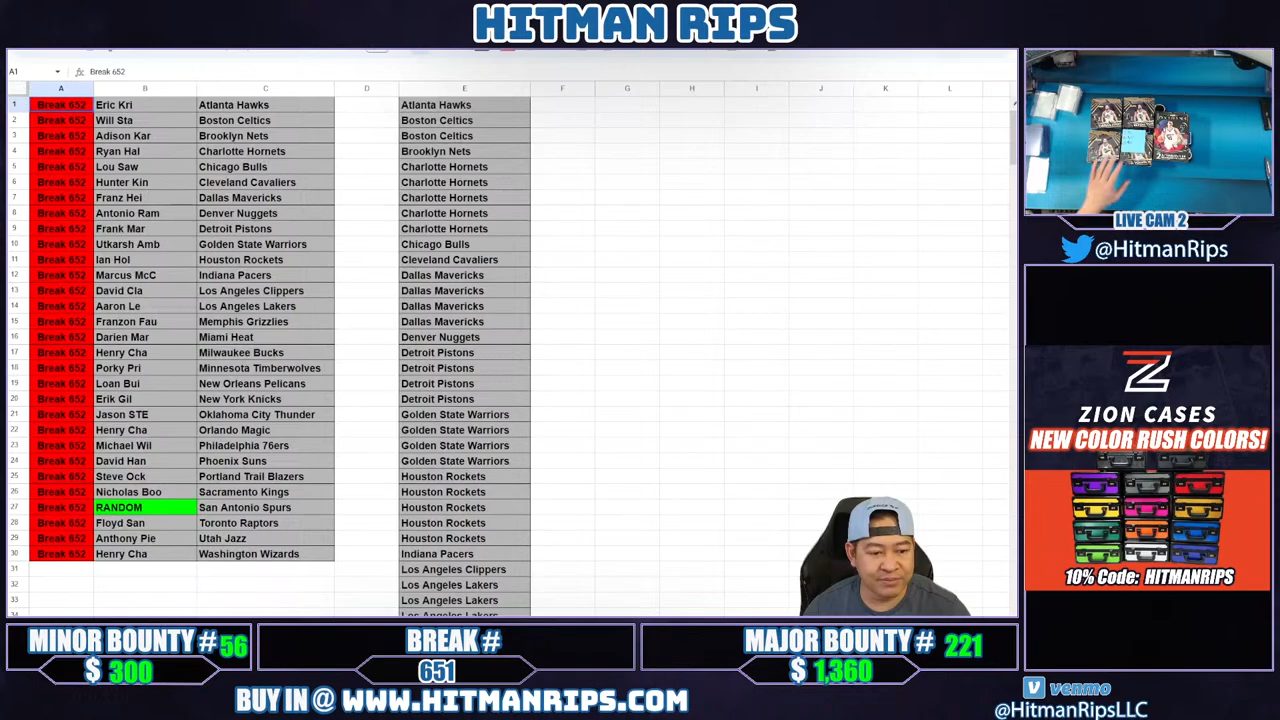 HITMAN RIPS
A1 fx Break 652
A B C D E F G H I J K L
1 Break 652 Eric Kri Atlanta Hawks Atlanta Hawks
2 Break 652 Will Sta Boston Celtics Boston Celtics
3 Break 652 Adison Kar Brooklyn Nets Boston Celtics
4 Break 652 Ryan Hal Charlotte Hornets Brooklyn Nets
5 Break 652 Lou Saw Chicago Bulls Charlotte Hornets
6 Break 652 Hunter Kin Cleveland Cavaliers Charlotte Hornets
7 Break 652 Franz Hei Dallas Mavericks Charlotte Hornets
8 Break 652 Antonio Ram Denver Nuggets Charlotte Hornets
9 Break 652 Frank Mar Detroit Pistons Charlotte Hornets
10 Break 652 Utkarsh Amb Golden State Warriors Chicago Bulls
11 Break 652 Ian Hol Houston Rockets Cleveland Cavaliers
12 Break 652 Marcus McC Indiana Pacers Dallas Mavericks
13 Break 652 David Cla Los Angeles Clippers Dallas Mavericks
14 Break 652 Aaron Le Los Angeles Lakers Dallas Mavericks
15 Break 652 Franzon Fau Memphis Grizzlies Dallas Mavericks
16 Break 652 Darien Mar Miami Heat Denver Nuggets
17 Break 652 Henry Cha Milwaukee Bucks Detroit Pistons
18 Break 652 Porky Pri Minnesota Timberwolves Detroit Pistons
19 Break 652 Loan Bui New Orleans Pelicans Detroit Pistons
20 Break 652 Erik Gil New York Knicks Detroit Pistons
21 Break 652 Jason STE Oklahoma City Thunder Golden State Warriors
22 Break 652 Henry Cha Orlando Magic Golden State Warriors
23 Break 652 Michael Wil Philadelphia 76ers Golden State Warriors
24 Break 652 David Han Phoenix Suns Golden State Warriors
25 Break 652 Steve Ock Portland Trail Blazers Houston Rockets
26 Break 652 Nicholas Boo Sacramento Kings Houston Rockets
27 Break 652 RANDOM San Antonio Spurs Houston Rockets
28 Break 652 Floyd San Toronto Raptors Houston Rockets
29 Break 652 Anthony Pie Utah Jazz Houston Rockets
30 Break 652 Henry Cha Washington Wizards Indiana Pacers
31 Los Angeles Clippers
32 Los Angeles Lakers
33 Los Angeles Lakers
34 Los Angeles Lakers
LIVE CAM 2
@HitmanRips
Z
ZION CASES
NEW COLOR RUSH COLORS!
10% Code: HITMANRIPS
MINOR BOUNTY # 56
$ 300
BREAK #
651
MAJOR BOUNTY # 221
$ 1,360
BUY IN @ WWW.HITMANRIPS.COM
venmo
@HitmanRipsLLC